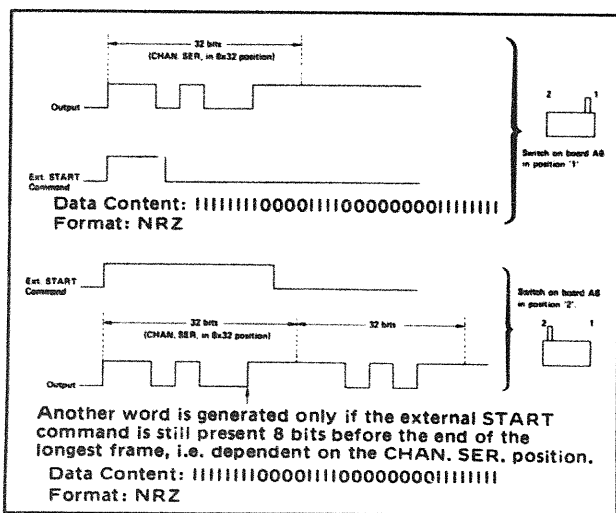 32 bits
(CHAN. SER. in 8x32 position)
Output
2 1
Switch on board A8
in position '1'
Ext. START
Command
Data Content: 11111111000011110000000011111111
Format: NRZ
Ext. START
Command
Switch on board A8
in position '2'.
32 bits
(CHAN. SER. in 8x32 position)
32 bits
2 1
Output
Another word is generated only if the external START
command is still present 8 bits before the end of the
longest frame, i.e. dependent on the CHAN. SER. position.
Data Content: 11111111000011110000000011111111
Format: NRZ